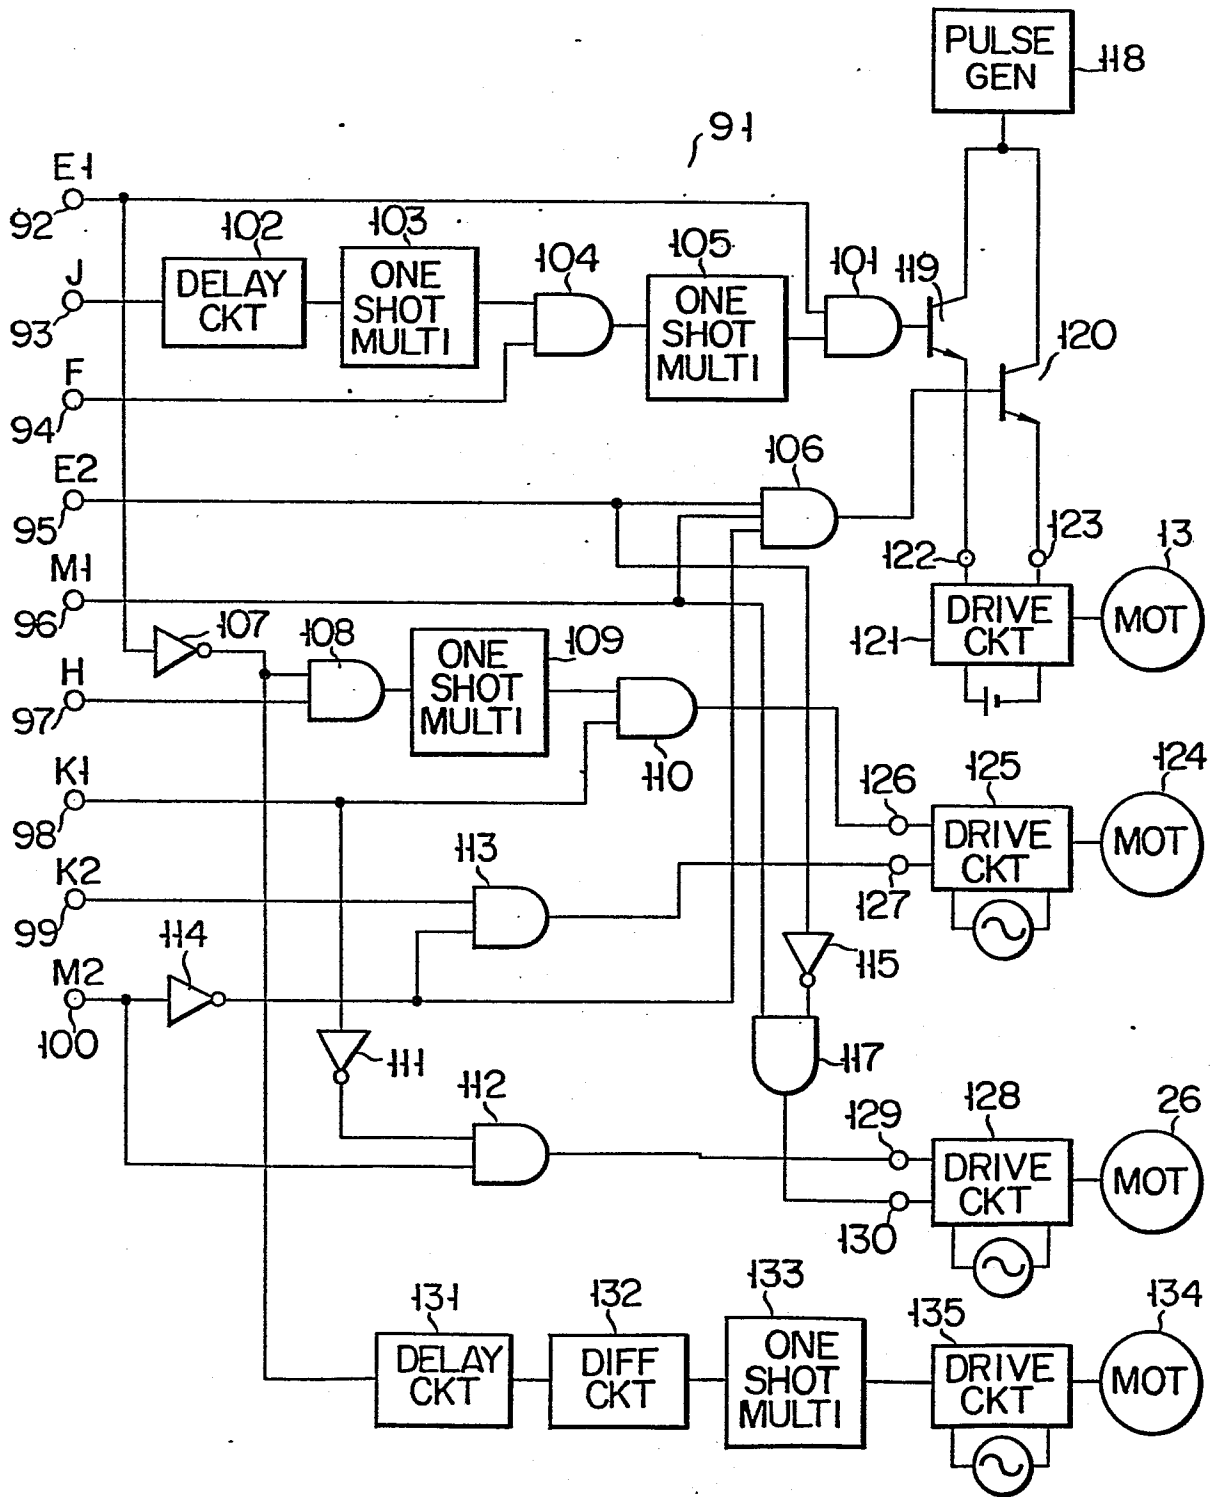 PULSE
GEN
118
91
E1
92
102
103
104
105
101
119
J
93
DELAY
CKT
ONE
SHOT
MULTI
ONE
SHOT
MULTI
120
F
94
E2
95
106
122
123
13
M1
96
DRIVE
CKT
121
MOT
107
108
ONE
SHOT
MULTI
109
H
97
110
K1
98
126
125
124
DRIVE
CKT
MOT
127
K2
99
113
114
M2
100
115
111
117
112
129
128
26
DRIVE
CKT
MOT
130
131
132
133
135
134
DELAY
CKT
DIFF
CKT
ONE
SHOT
MULTI
DRIVE
CKT
MOT